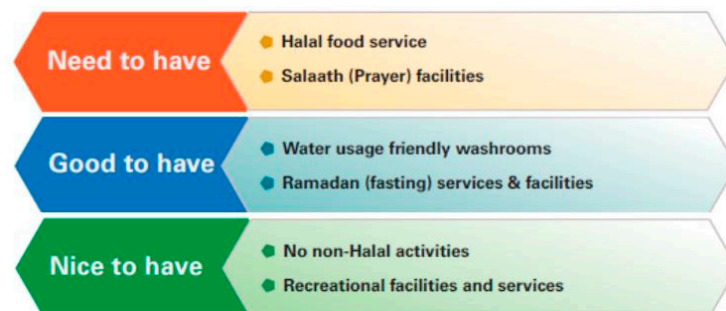 Need to have
Halal food service
Salaath (Prayer) facilities
Good to have
Water usage friendly washrooms
Ramadan (fasting) services & facilities
Nice to have
No non-Halal activities
Recreational facilities and services